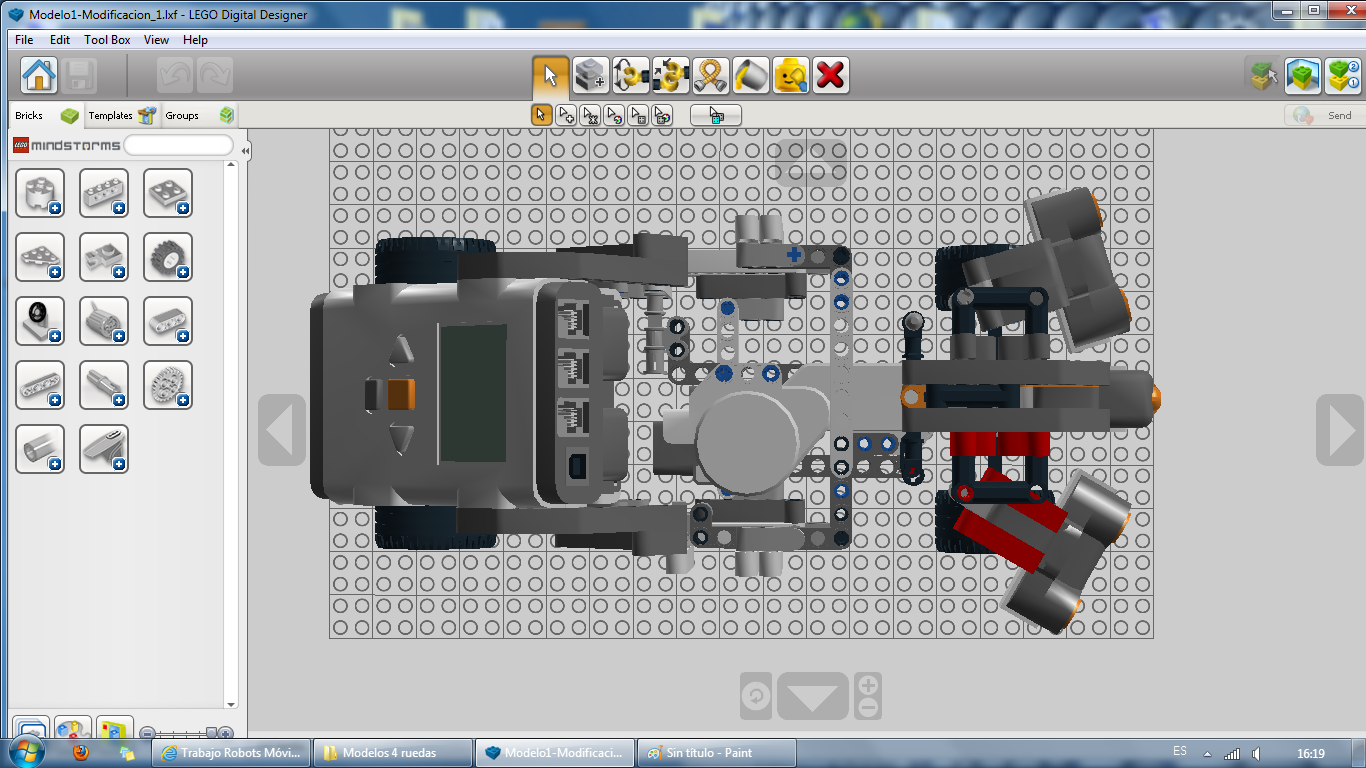 Modelo1-Modificacion_1.lxf - LEGO Digital Designer
File Edit Tool Box View Help
Bricks Templates Groups Send
LEGO mindstorms
Trabajo Robots Móvi... Modelos 4 ruedas Modelo1-Modificaci... Sin título - Paint ES 16:19